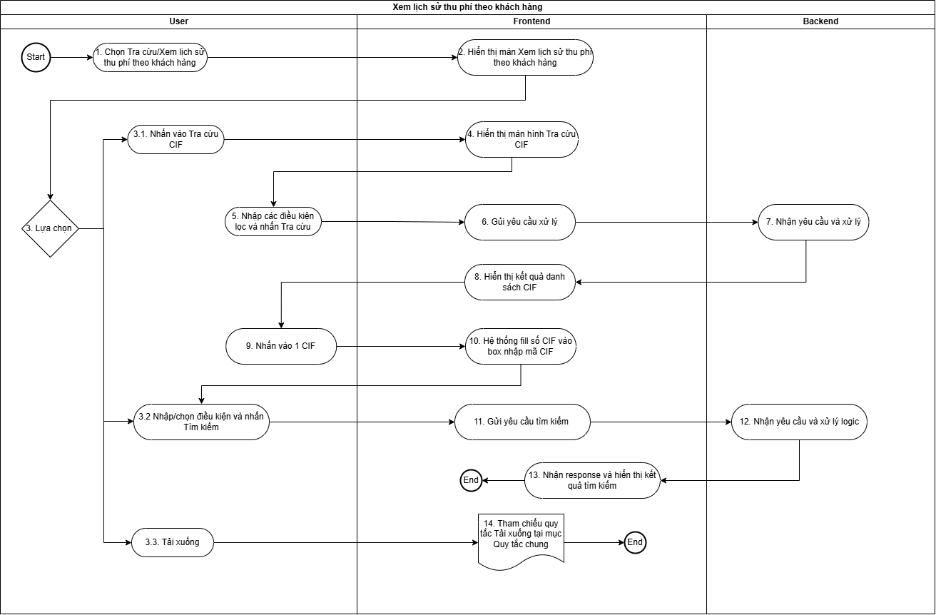 Xem lịch sử thu phí theo khách hàng
User
Frontend
Backend
Start
1. Chọn Tra cứu/Xem lịch sử
thu phí theo khách hàng
2. Hiển thị màn Xem lịch sử thu phí
theo khách hàng
3.1. Nhấn vào Tra cứu
CIF
4. Hiển thị màn hình Tra cứu
CIF
3. Lựa chọn
5. Nhập các điều kiện
lọc và nhấn Tra cứu
6. Gửi yêu cầu xử lý
7. Nhận yêu cầu và xử lý
8. Hiển thị kết quả danh
sách CIF
9. Nhấn vào 1 CIF
10. Hệ thống fill số CIF vào
box nhập mã CIF
3.2 Nhập/chọn điều kiện và nhấn
Tìm kiếm
11. Gửi yêu cầu tìm kiếm
12. Nhận yêu cầu và xử lý logic
End
13. Nhận response và hiển thị kết
quả tìm kiếm
3.3. Tải xuống
14. Tham chiếu quy
tắc Tải xuống tại mục
Quy tắc chung
End